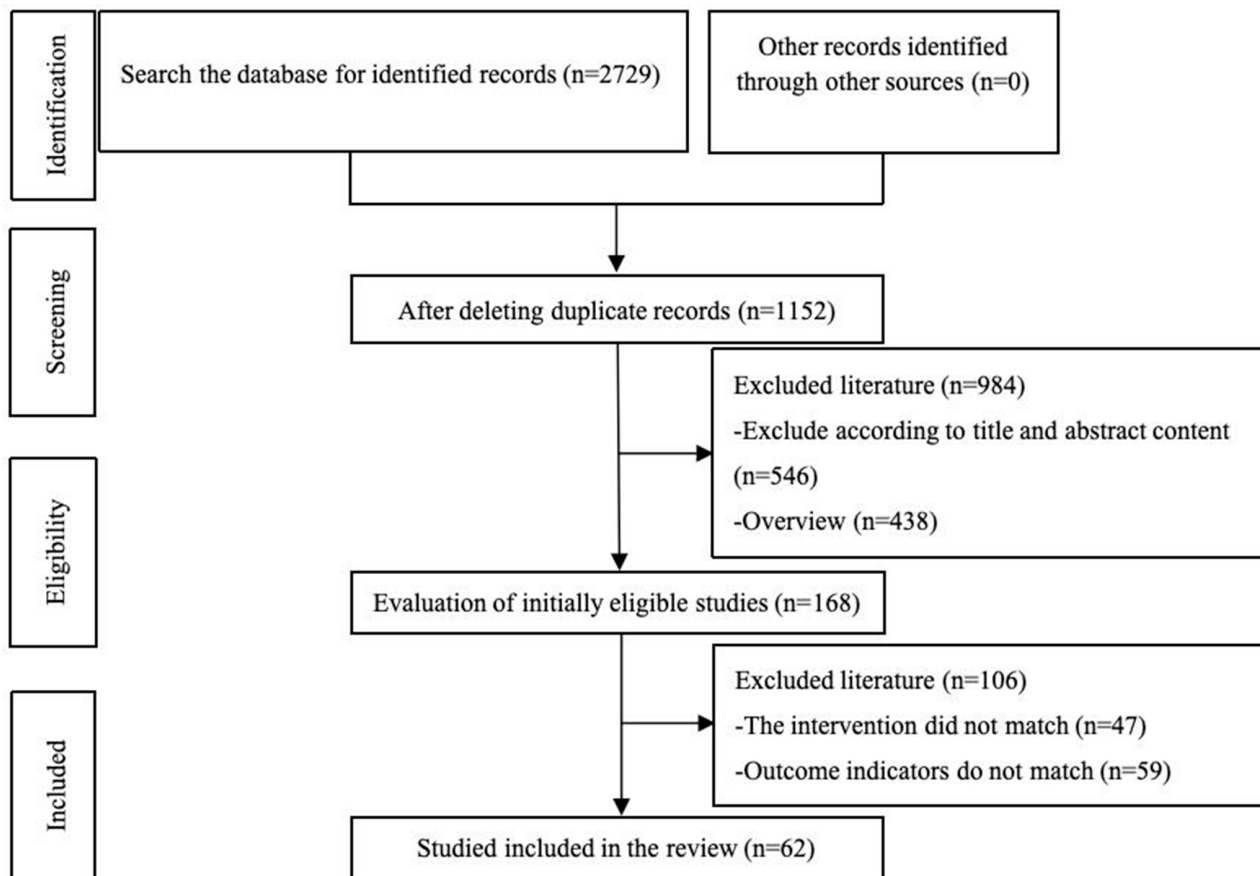 Identification
Search the database for identified records (n=2729)
Other records identified
through other sources (n=0)
Screening
After deleting duplicate records (n=1152)
Excluded literature (n=984)
-Exclude according to title and abstract content
(n=546)
-Overview (n=438)
Eligibility
Evaluation of initially eligible studies (n=168)
Excluded literature (n=106)
-The intervention did not match (n=47)
-Outcome indicators do not match (n=59)
Included
Studied included in the review (n=62)